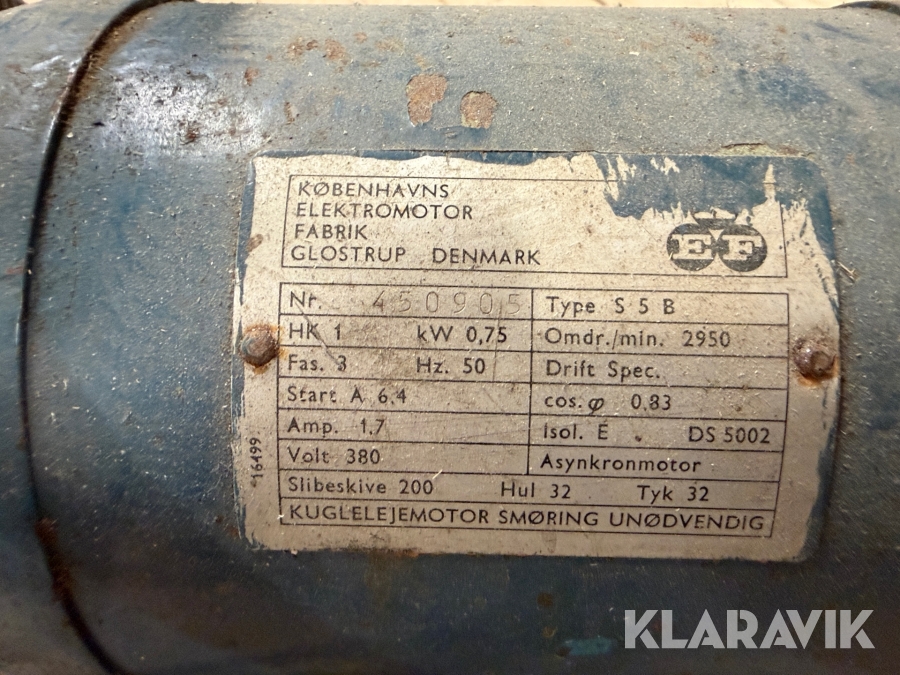 KØBENHAVNS
ELEKTROMOTOR
FABRIK
GLOSTRUP DENMARK
EF
Nr. 450905 Type S 5 B
HK 1 kW 0,75 Omdr./min. 2950
Fas. 3 Hz. 50 Drift Spec.
Start A 6.4 cos. φ 0,83
Amp. 1,7 Isol. E DS 5002
Volt 380 Asynkronmotor
Slibeskive 200 Hul 32 Tyk 32
KUGLELEJEMOTOR SMØRING UNØDVENDIG
16499
KLARAVIK